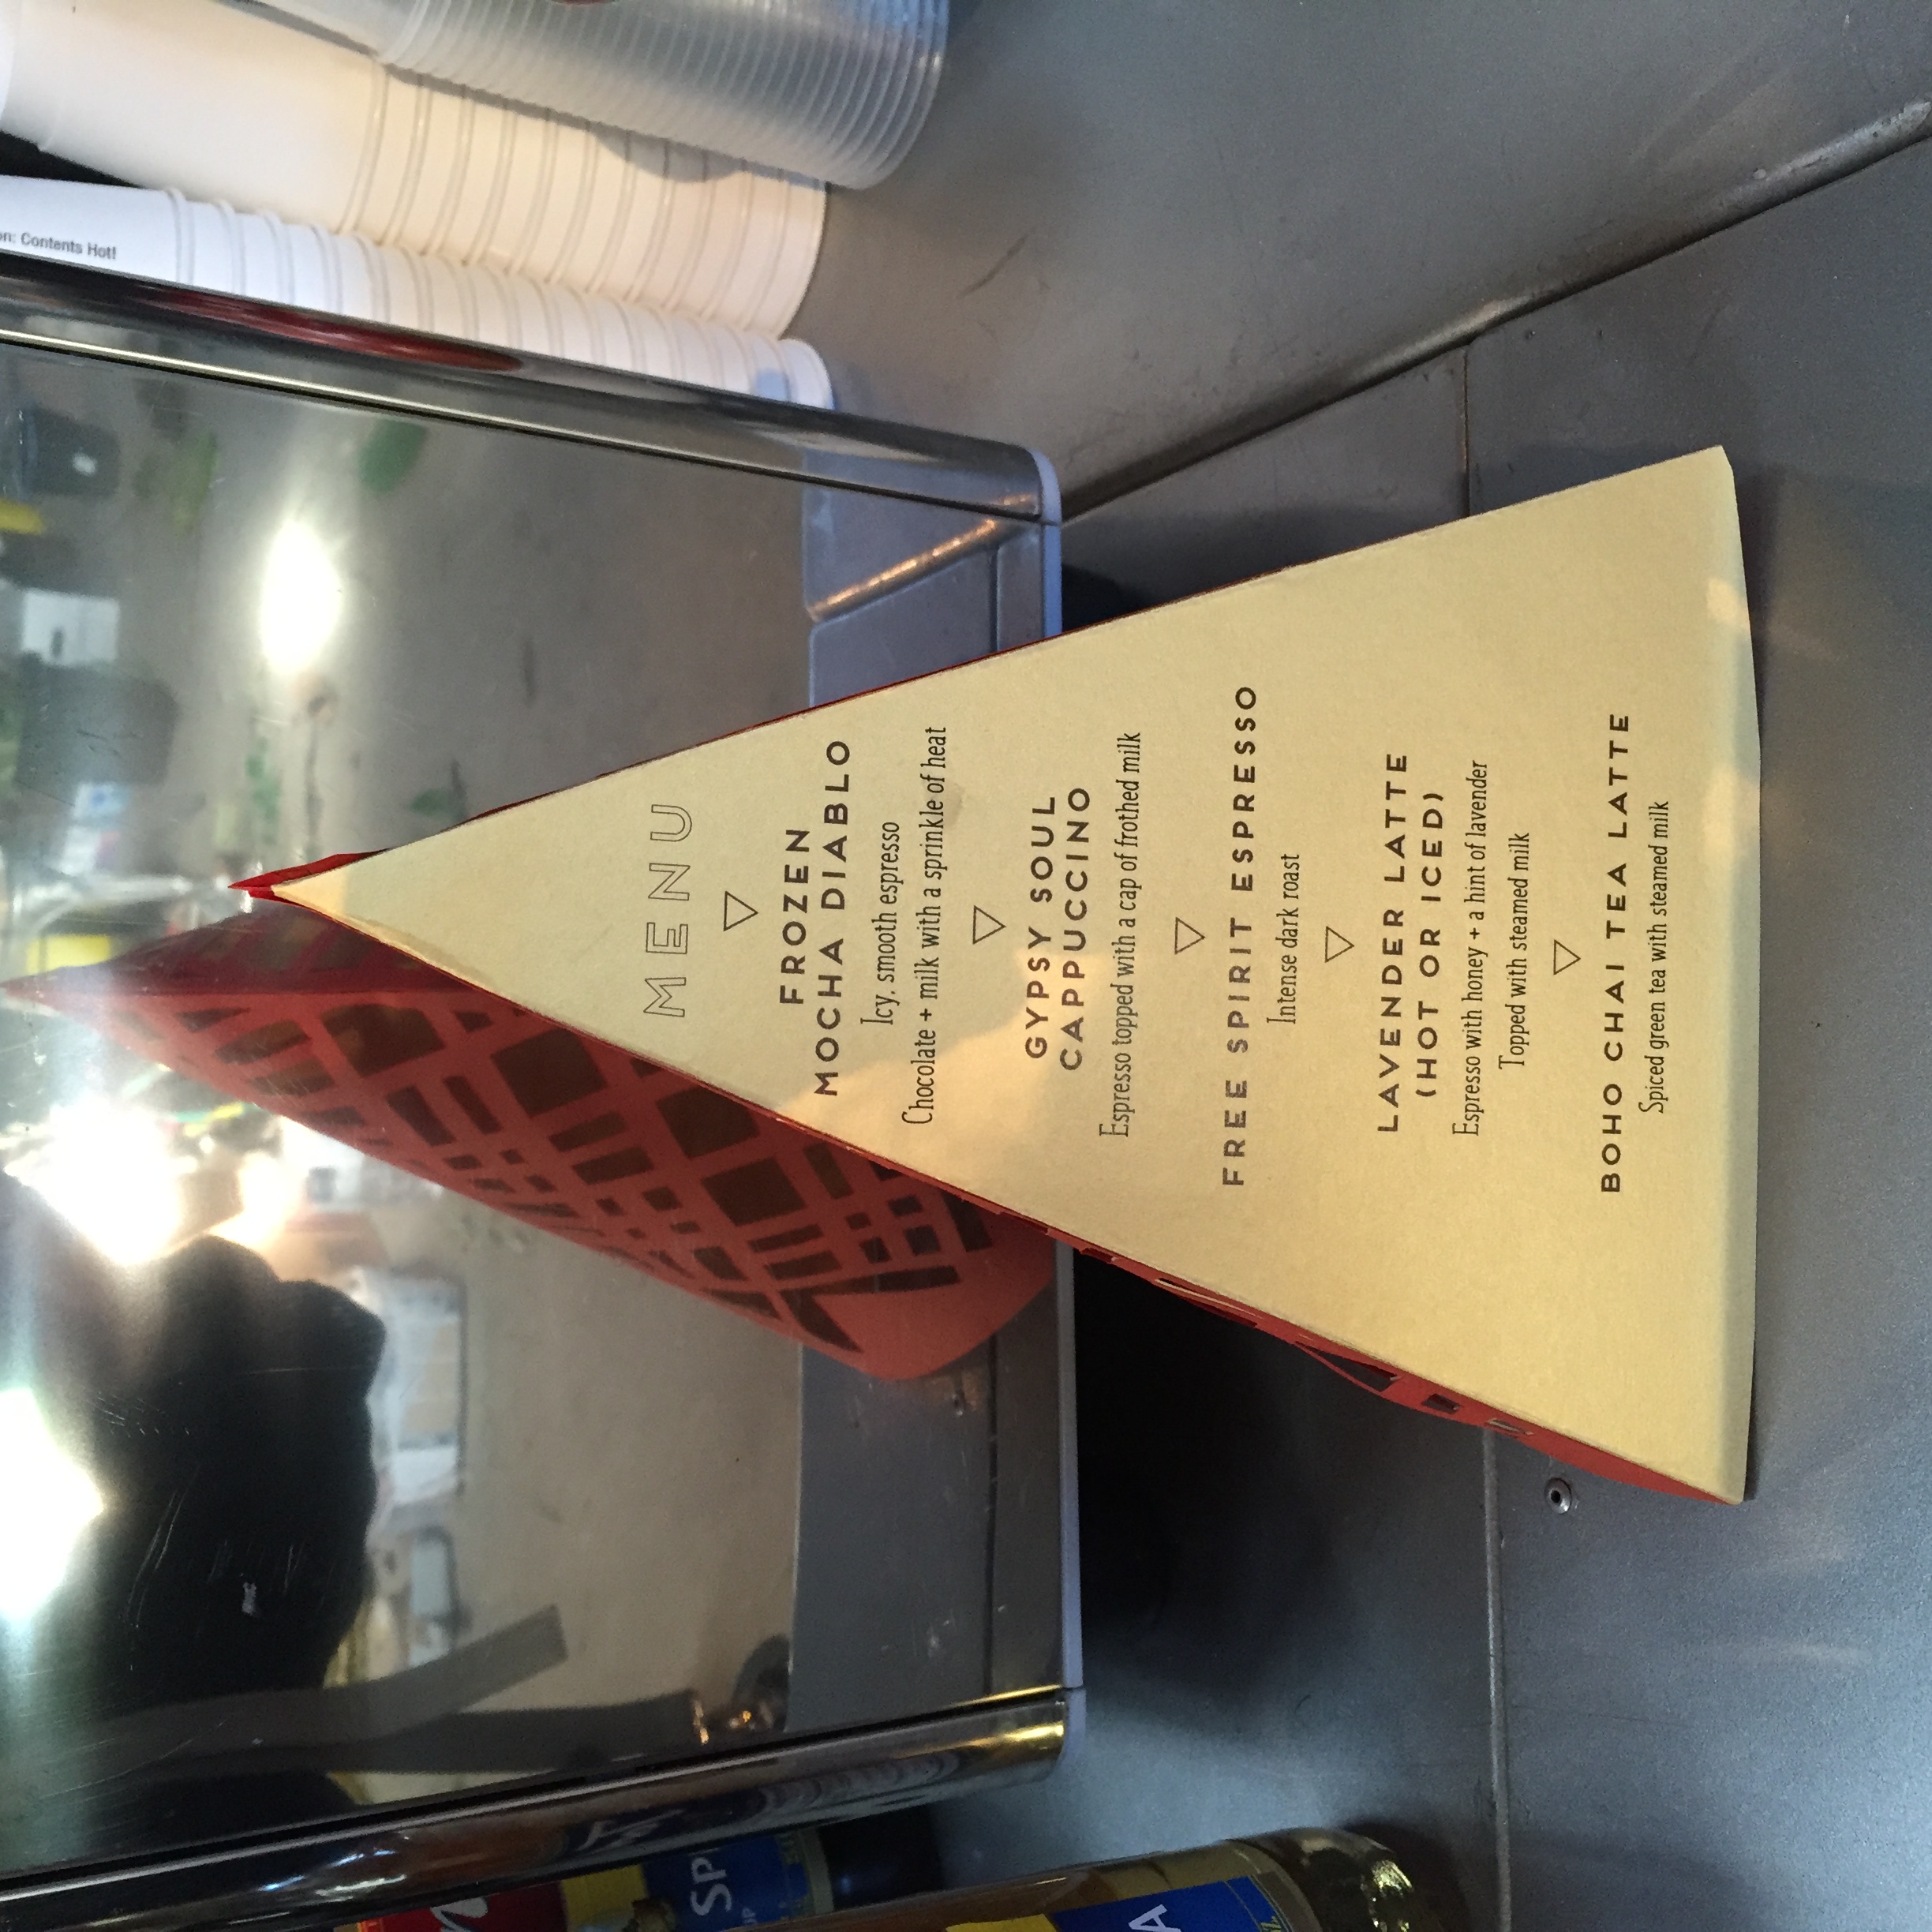 MENU
FROZEN
MOCHA DIABLO
Icy, smooth espresso
Chocolate + milk with a sprinkle of heat
GYPSY SOUL
CAPPUCCINO
Espresso topped with a cap of frothed milk
FREE SPIRIT ESPRESSO
Intense dark roast
LAVENDER LATTE
(HOT OR ICED)
Espresso with honey + a hint of lavender
Topped with steamed milk
BOHO CHAI TEA LATTE
Spiced green tea with steamed milk
Contents Hot!